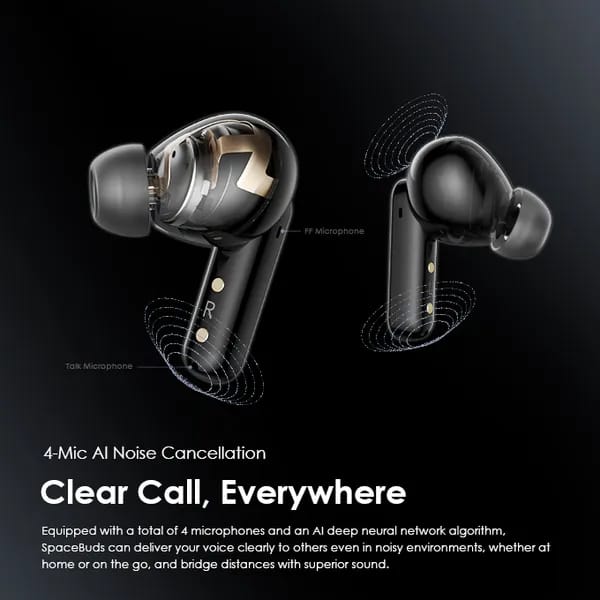 FF Microphone
R
Talk Microphone
4-Mic AI Noise Cancellation
Clear Call, Everywhere
Equipped with a total of 4 microphones and an AI deep neural network algorithm,
SpaceBuds can deliver your voice clearly to others even in noisy environments, whether at
home or on the go, and bridge distances with superior sound.